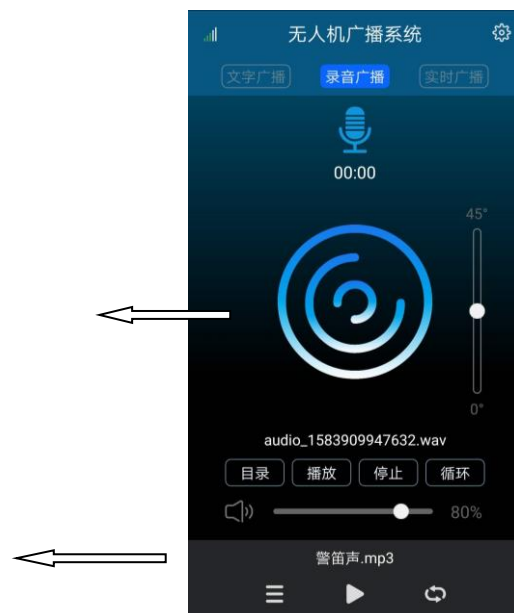 无人机广播系统
文字广播 录音广播 实时广播
00:00
45°
0°
audio_1583909947632.wav
目录 播放 停止 循环
80%
警笛声.mp3